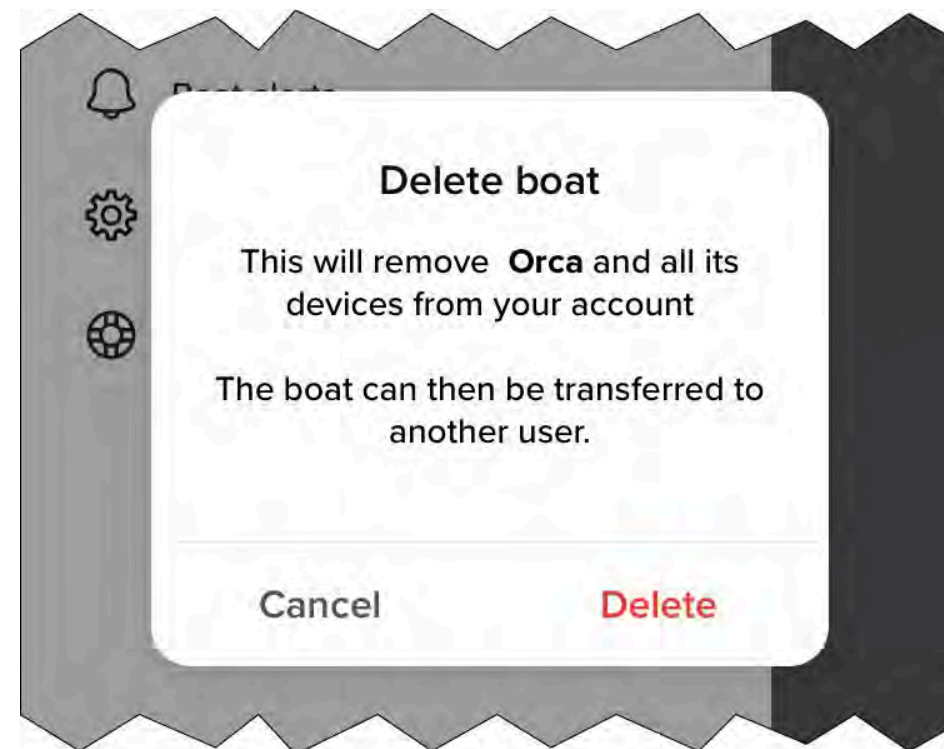 Delete boat
This will remove Orca and all its
devices from your account
The boat can then be transferred to
another user.
Cancel
Delete